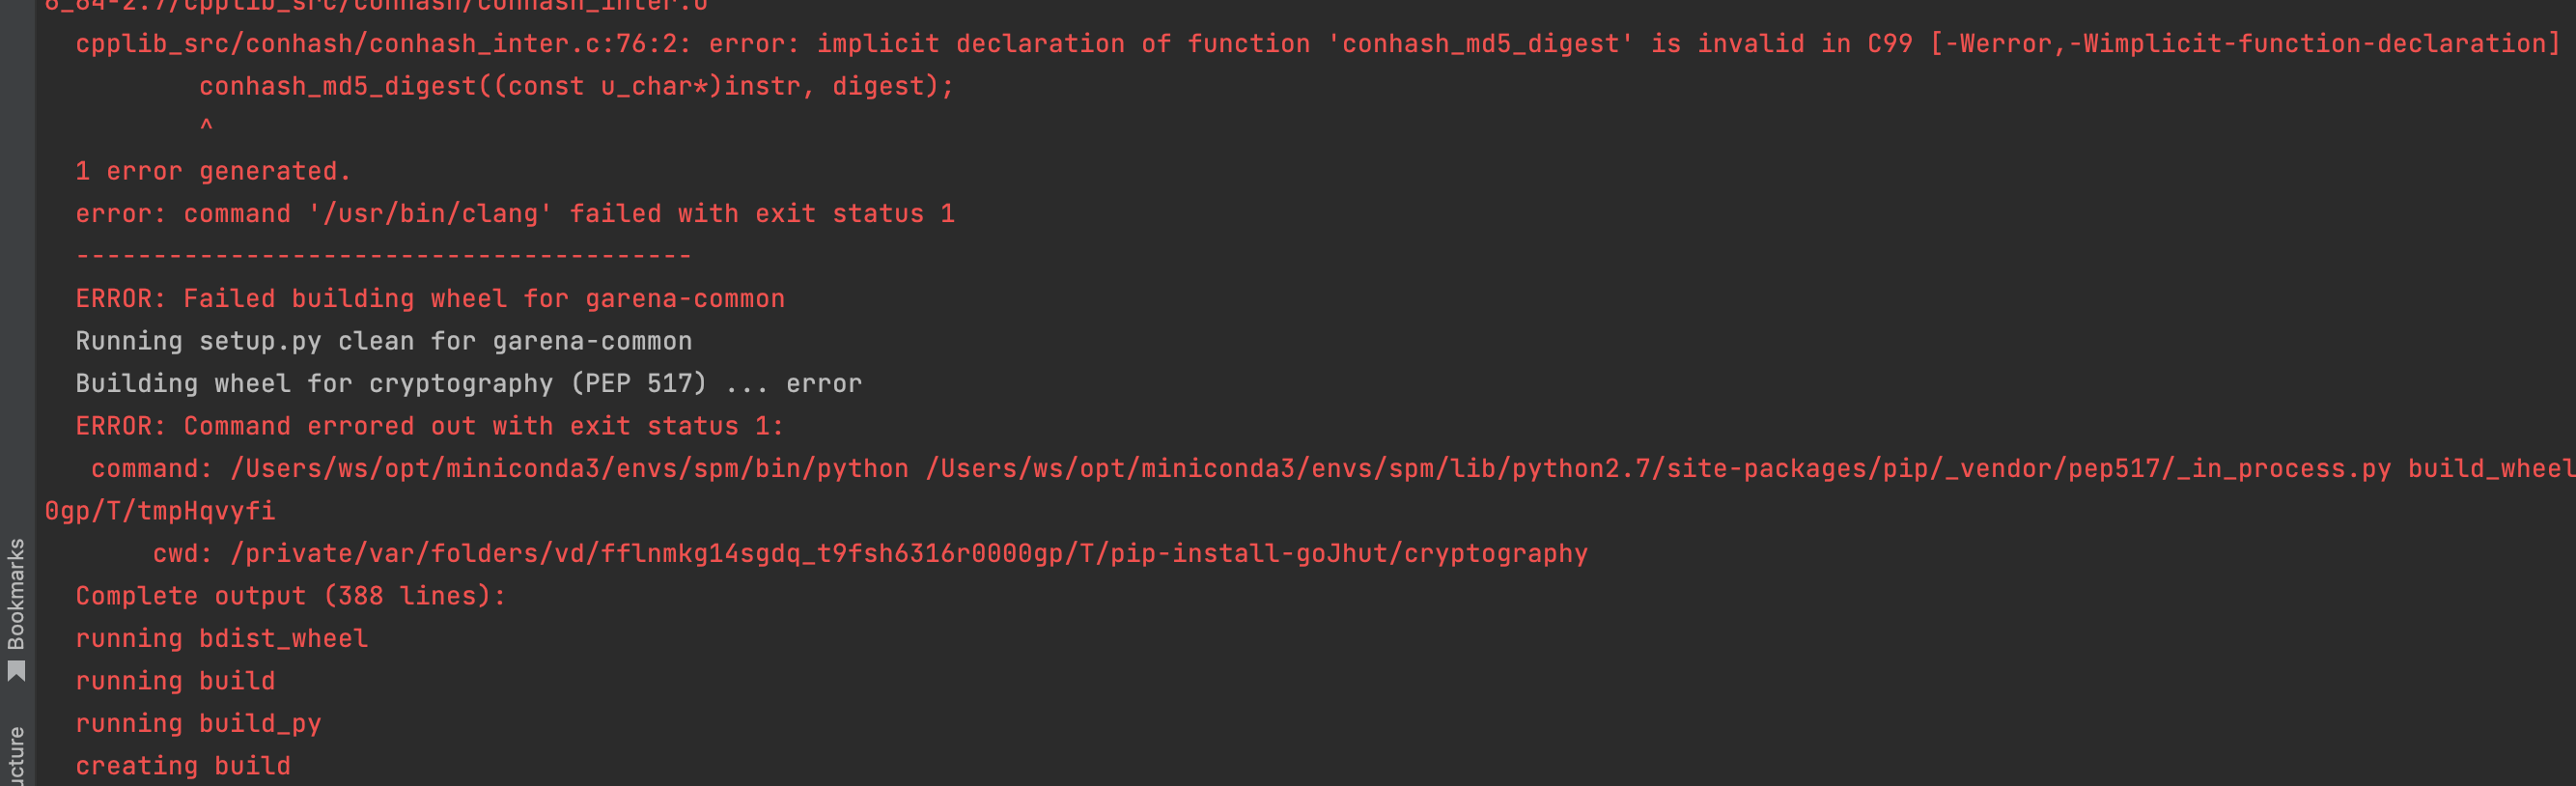 6_64-2.7/cpplib_src/conhash/conhash_inter.o
cpplib_src/conhash/conhash_inter.c:76:2: error: implicit declaration of function 'conhash_md5_digest' is invalid in C99 [-Werror,-Wimplicit-function-declaration]
conhash_md5_digest((const u_char*)instr, digest);
^
1 error generated.
error: command '/usr/bin/clang' failed with exit status 1
----------------------------------------
ERROR: Failed building wheel for garena-common
Running setup.py clean for garena-common
Building wheel for cryptography (PEP 517) ... error
ERROR: Command errored out with exit status 1:
command: /Users/ws/opt/miniconda3/envs/spm/bin/python /Users/ws/opt/miniconda3/envs/spm/lib/python2.7/site-packages/pip/_vendor/pep517/_in_process.py build_wheel
0gp/T/tmpHqvyfi
cwd: /private/var/folders/vd/fflnmkg14sgdq_t9fsh6316r0000gp/T/pip-install-goJhut/cryptography
Complete output (388 lines):
running bdist_wheel
running build
running build_py
creating build
Bookmarks
ucture